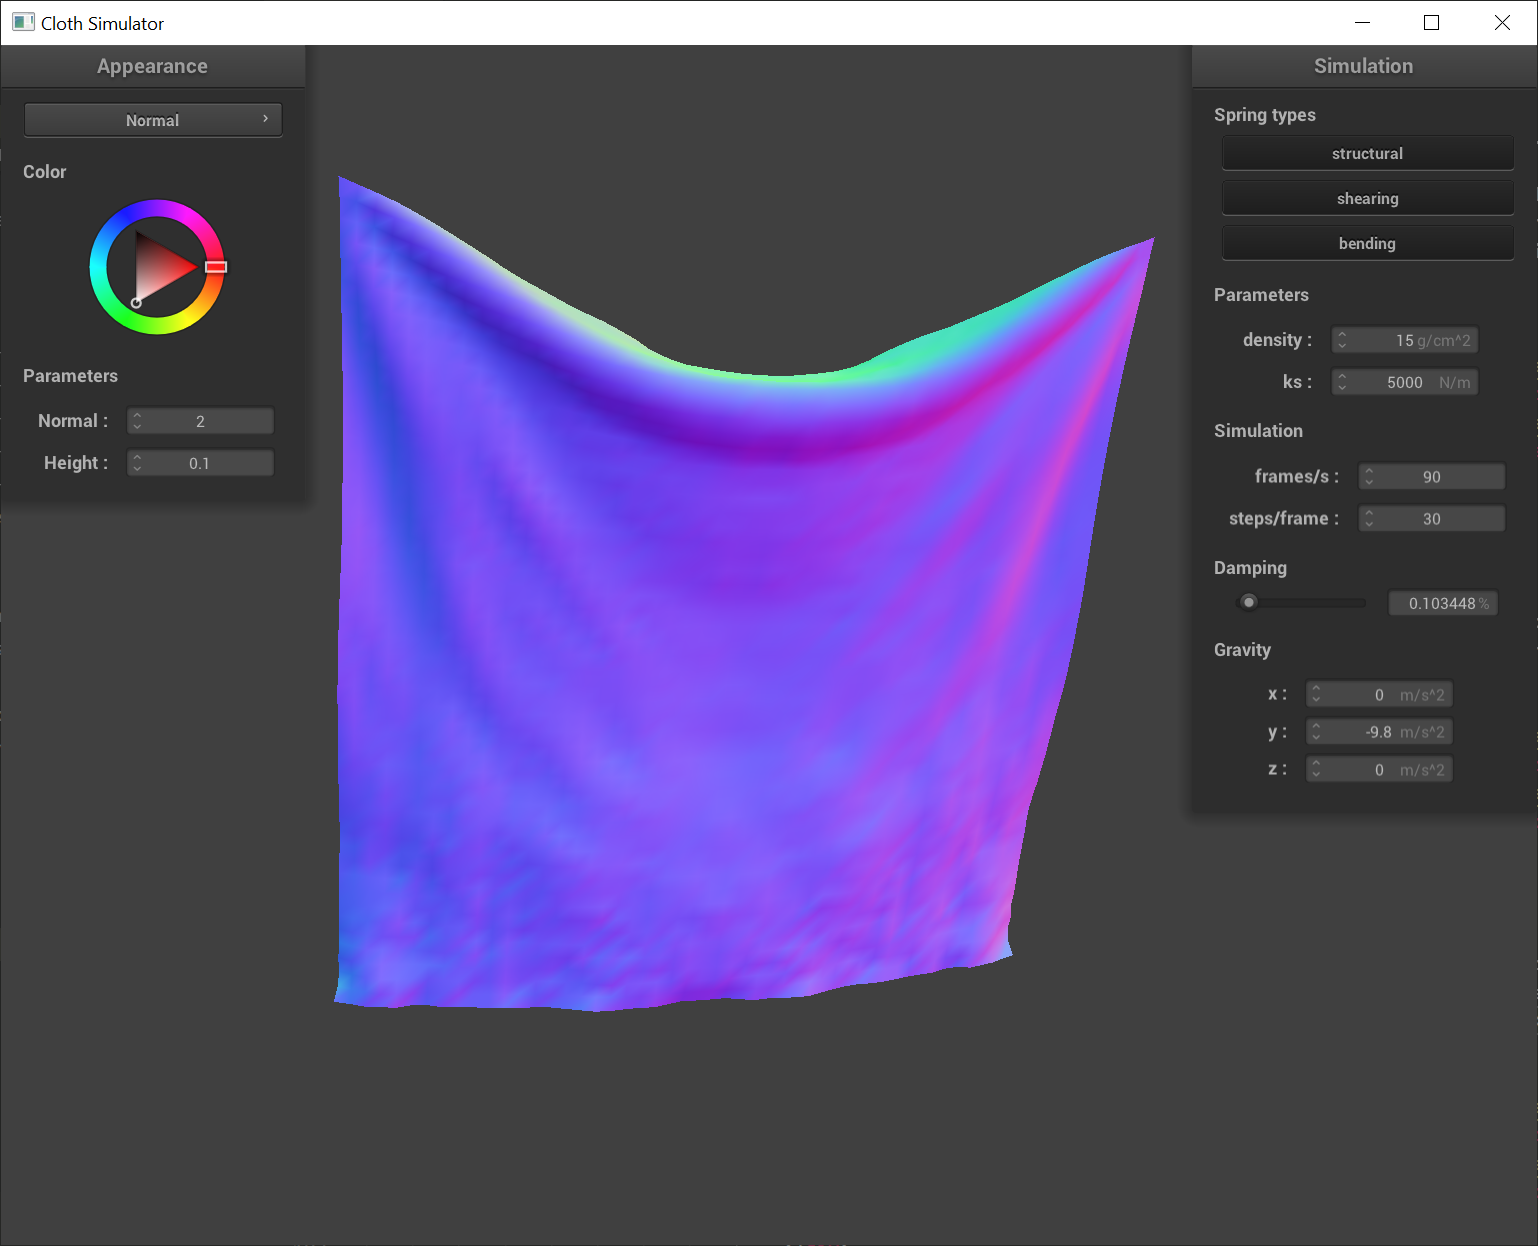 Cloth Simulator
Appearance
Normal
Color
Parameters
Normal : 2
Height : 0.1
Simulation
Spring types
structural
shearing
bending
Parameters
density : 15 g/cm^2
ks : 5000 N/m
Simulation
frames/s : 90
steps/frame : 30
Damping
0.103448 %
Gravity
x : 0 m/s^2
y : -9.8 m/s^2
z : 0 m/s^2